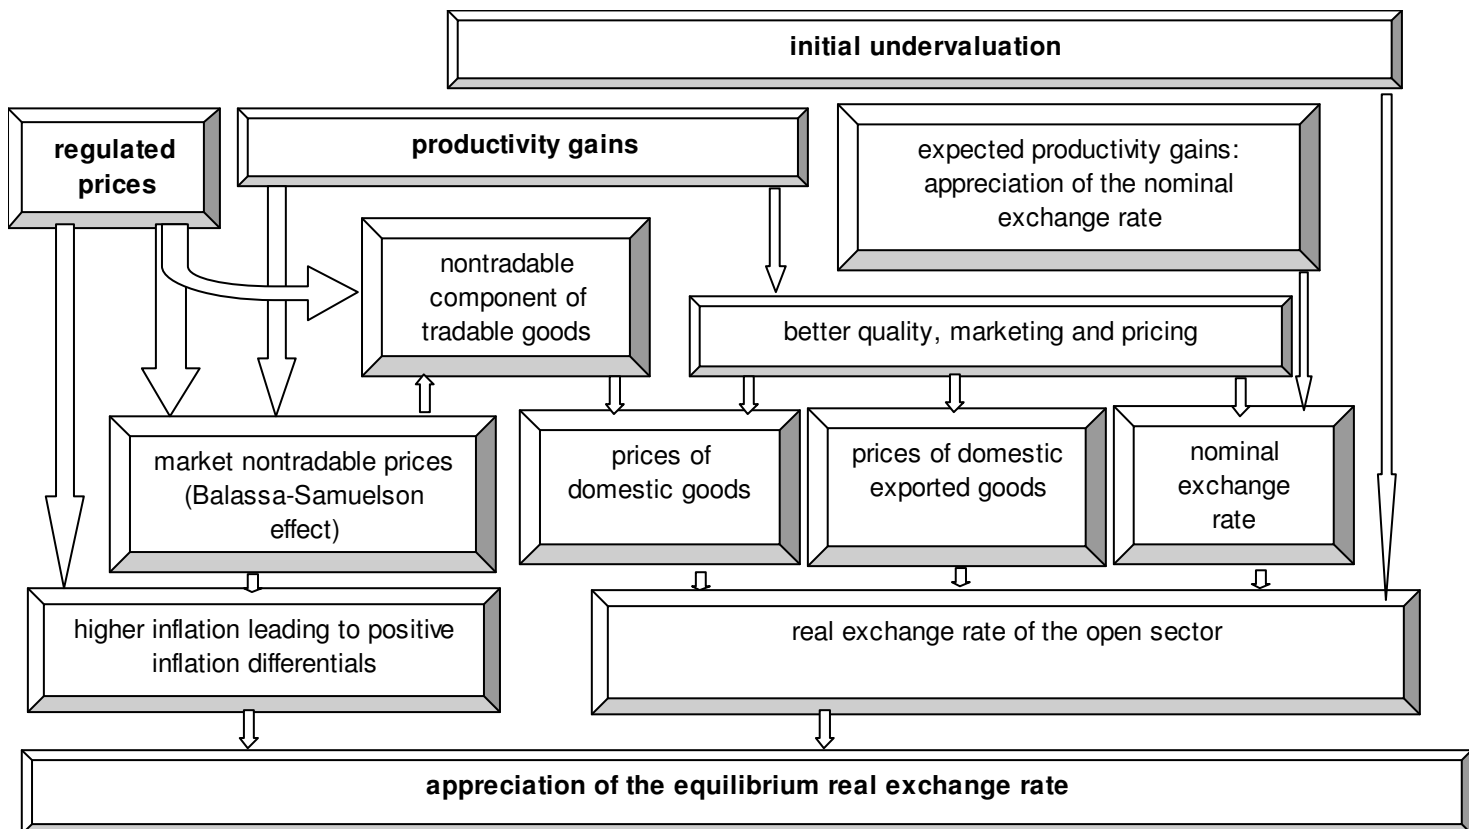 initial undervaluation
regulated
prices
productivity gains
expected productivity gains:
appreciation of the nominal
exchange rate
nontradable
component of
tradable goods
better quality, marketing and pricing
market nontradable prices
(Balassa-Samuelson
effect)
prices of
domestic goods
prices of domestic
exported goods
nominal
exchange
rate
higher inflation leading to positive
inflation differentials
real exchange rate of the open sector
appreciation of the equilibrium real exchange rate